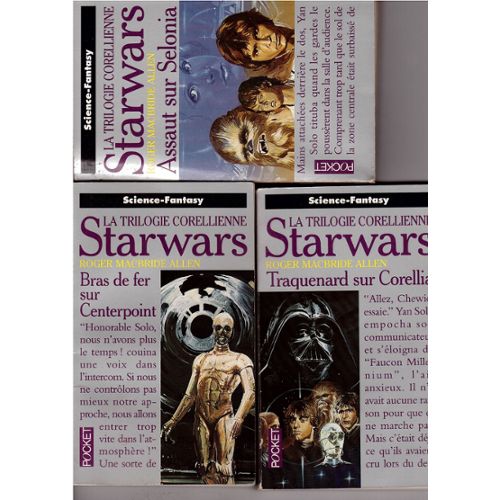 Science-Fantasy
LA TRILOGIE CORELLIENNE
Starwars
ROGER MACBRIDE ALLEN
Assaut sur Selonia
Mains attachées derrière le dos, Yan
Solo tituba quand les gardes le
poussèrent dans la salle d'audience.
Comprenant trop tard que le sol de
la zone centrale était surbaissé de
POCKET
Science-Fantasy
LA TRILOGIE CORELLIENNE
Starwars
ROGER MACBRIDE ALLEN
Bras de fer
sur
Centerpoint
"Honorable Solo,
nous n'avons plus
le temps ! couina
une voix dans
l'intercom. Si nous
ne contrôlons pas
mieux notre ap-
proche, nous allons
entrer trop
vite dans l'at-
mosphère !"
Une sorte de
POCKET
Science-Fantasy
LA TRILOGIE CORELLIENNE
Starwars
ROGER MACBRIDE ALLEN
Traquenard sur Corellia
"Allez, Chewie
essaie." Yan Sol
empocha so
communicateu
et s'éloigna d
"Faucon Mille
nium", l'ai
anxieux. Il n'
avait aucune rai
son pour que c
ne marche pa
Mais c'était dé
ce qu'ils avaien
cru lors du de
POCKET